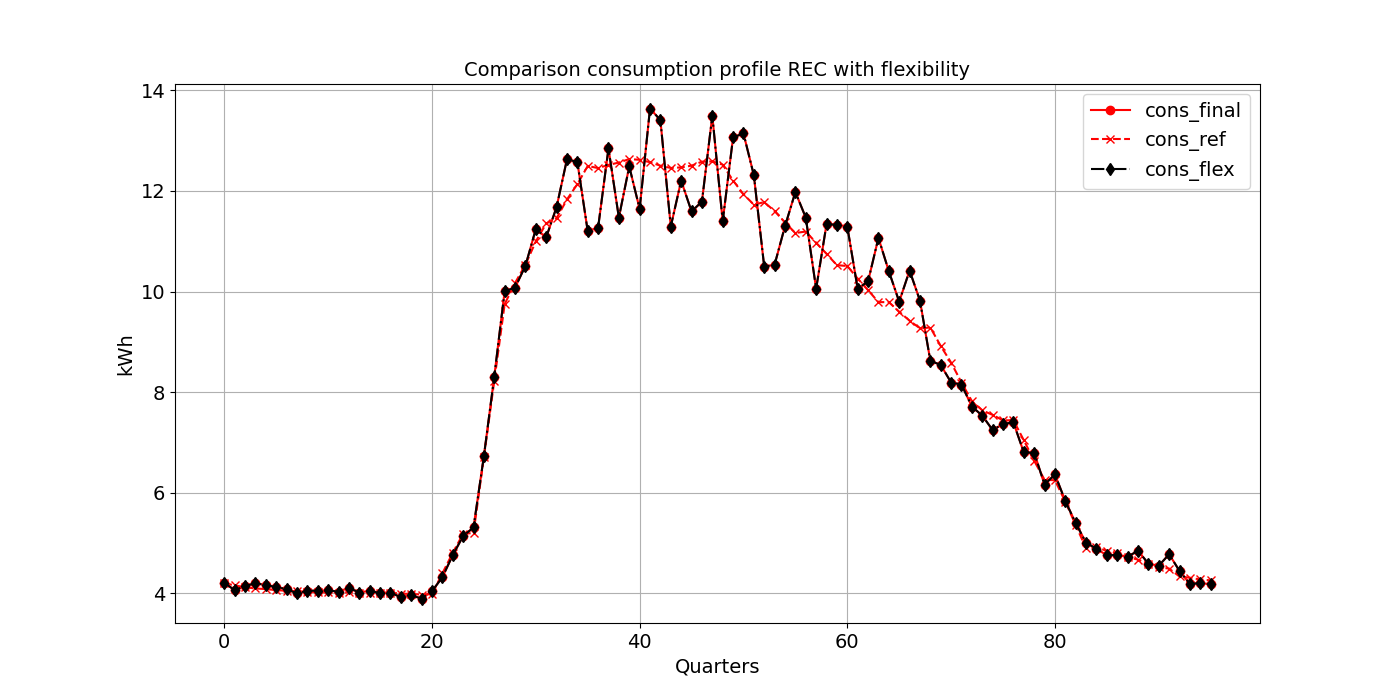 Comparison consumption profile REC with flexibility
14
12
10
8
6
4
kWh
0 20 40 60 80
Quarters
cons_final
cons_ref
cons_flex